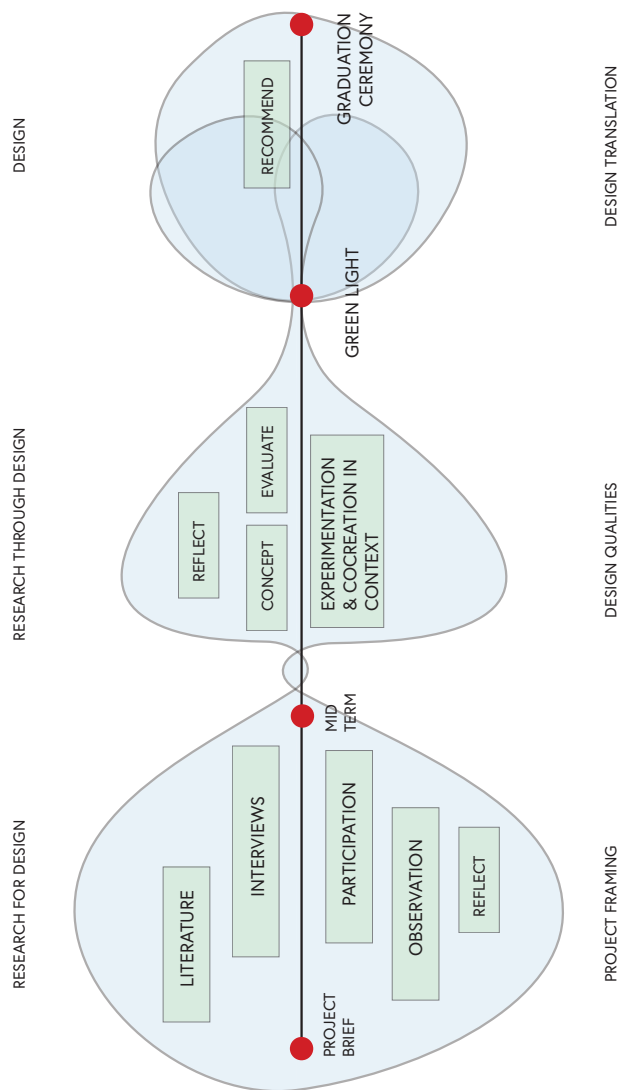 RESEARCH FOR DESIGN
RESEARCH THROUGH DESIGN
DESIGN
LITERATURE
INTERVIEWS
REFLECT
CONCEPT
EVALUATE
RECOMMEND
PROJECT
BRIEF
MID
TERM
GREEN LIGHT
GRADUATION
CEREMONY
PARTICIPATION
OBSERVATION
REFLECT
EXPERIMENTATION
& COCREATION IN
CONTEXT
PROJECT FRAMING
DESIGN QUALITIES
DESIGN TRANSLATION